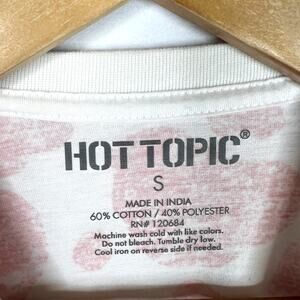 HOT TOPIC®
S
MADE IN INDIA
60% COTTON / 40% POLYESTER
RN# 120684
Machine wash cold with like colors.
Do not bleach. Tumble dry low.
Cool iron on reverse side if needed.